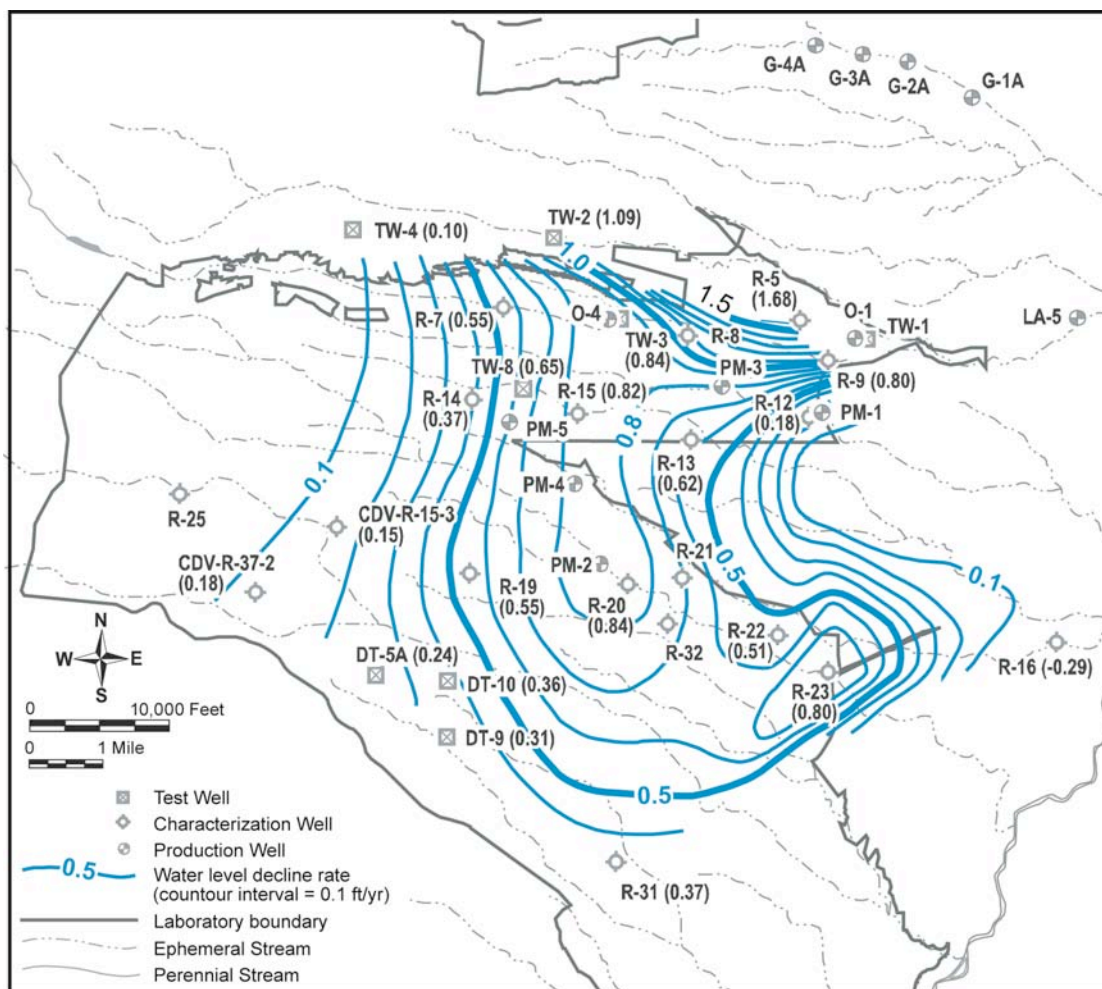 G-4A
G-3A
G-2A
G-1A
TW-4 (0.10)
TW-2 (1.09)
1.0
R-5
(1.68)
1.5
O-1
TW-1
LA-5
R-7 (0.55)
O-4
TW-3
(0.84)
R-8
PM-3
R-9 (0.80)
TW-8 (0.65)
R-14
(0.37)
R-15 (0.82)
R-12
(0.18)
PM-1
PM-5
0.8
R-13
(0.62)
PM-4
0.1
R-25
CDV-R-15-3
(0.15)
CDV-R-37-2
(0.18)
PM-2
R-21
0.5
0.1
R-19
(0.55)
R-20
(0.84)
R-32
R-22
(0.51)
R-16 (-0.29)
R-23
(0.80)
DT-5A (0.24)
DT-10 (0.36)
DT-9 (0.31)
0.5
R-31 (0.37)
N
W E
S
0 10,000 Feet
0 1 Mile
Test Well
Characterization Well
Production Well
0.5 Water level decline rate
(countour interval = 0.1 ft/yr)
Laboratory boundary
Ephemeral Stream
Perennial Stream